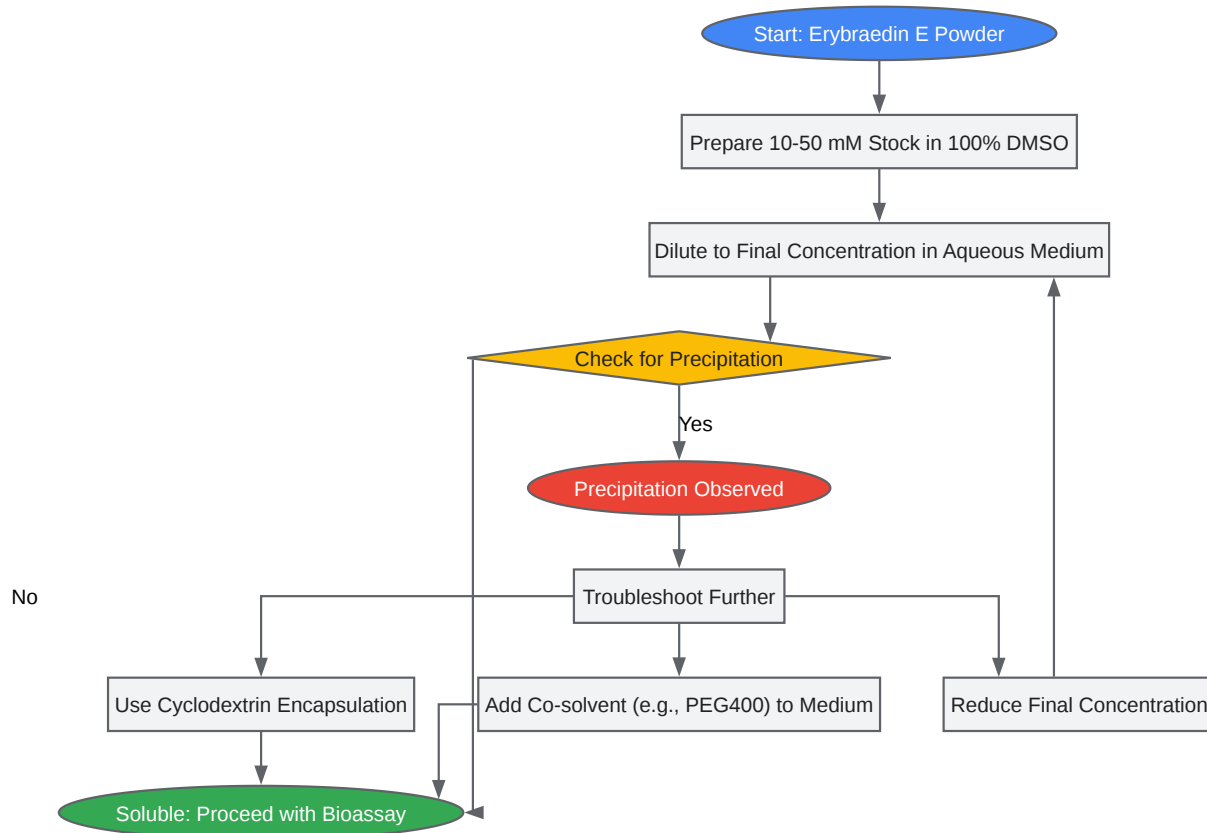 Start: Erybraedin E Powder
Prepare 10-50 mM Stock in 100% DMSO
Dilute to Final Concentration in Aqueous Medium
Check for Precipitation
Yes
Precipitation Observed
No
Troubleshoot Further
Use Cyclodextrin Encapsulation
Add Co-solvent (e.g., PEG400) to Medium
Reduce Final Concentration
Soluble: Proceed with Bioassay